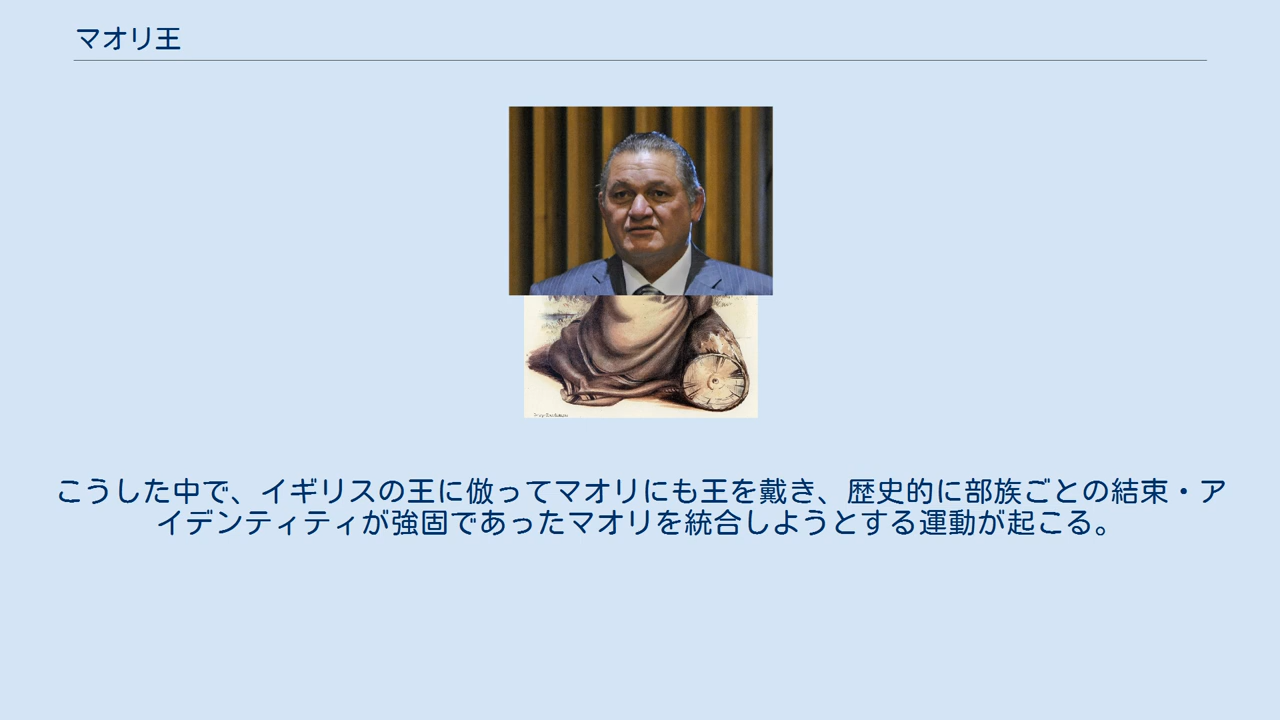 マオリ王
こうした中で、イギリスの王に倣ってマオリにも王を戴き、歴史的に部族ごとの結束・ア
イデンティティが強固であったマオリを統合しようとする運動が起こる。